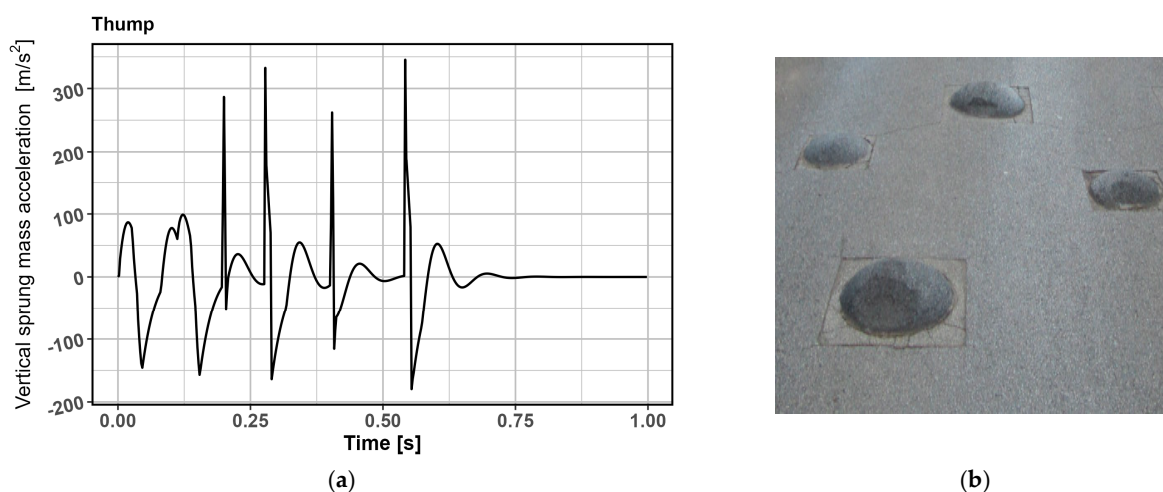 Thump
Vertical sprung mass acceleration [m/s²]
300
200
100
0
-100
-200
0.00 0.25 0.50 0.75 1.00
Time [s]
(a) (b)